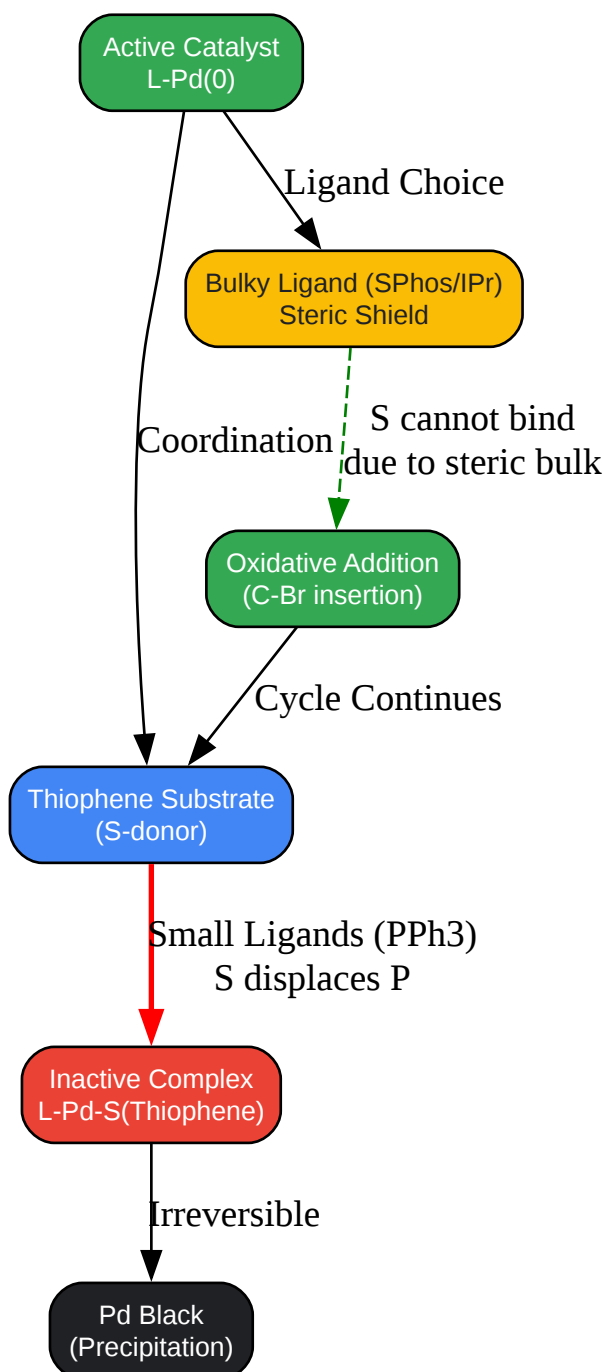 Active Catalyst
L-Pd(0)
Ligand Choice
Bulky Ligand (SPhos/IPr)
Steric Shield
Coordination
S cannot bind
due to steric bulk
Oxidative Addition
(C-Br insertion)
Cycle Continues
Thiophene Substrate
(S-donor)
Small Ligands (PPh3)
S displaces P
Inactive Complex
L-Pd-S(Thiophene)
Irreversible
Pd Black
(Precipitation)